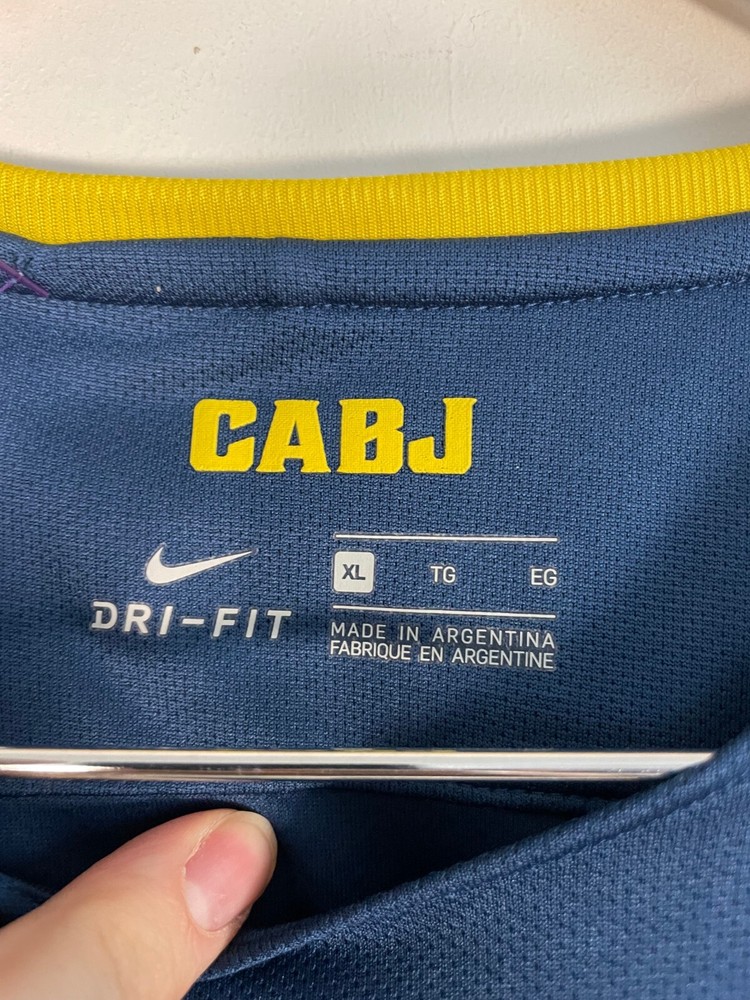 CABJ
DRI-FIT
XL TG EG
MADE IN ARGENTINA
FABRIQUE EN ARGENTINE